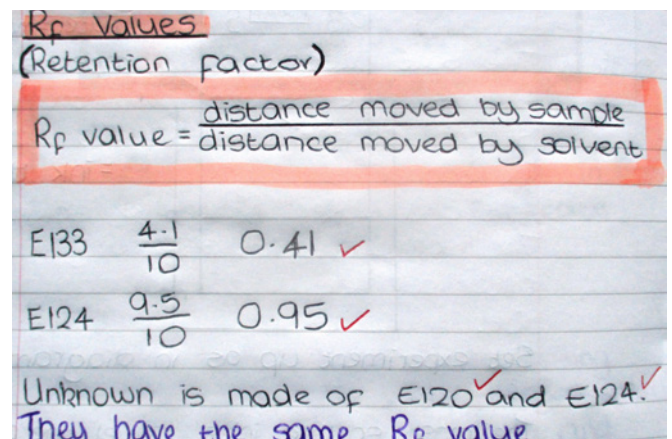 Rf Values
(Retention factor)
Rf value = distance moved by sample
distance moved by solvent
E133 4.1 0.41 ✓
10
E124 9.5 0.95 ✓
10
Unknown is made of E120 ✓ and E124. ✓
They have the same Rf value